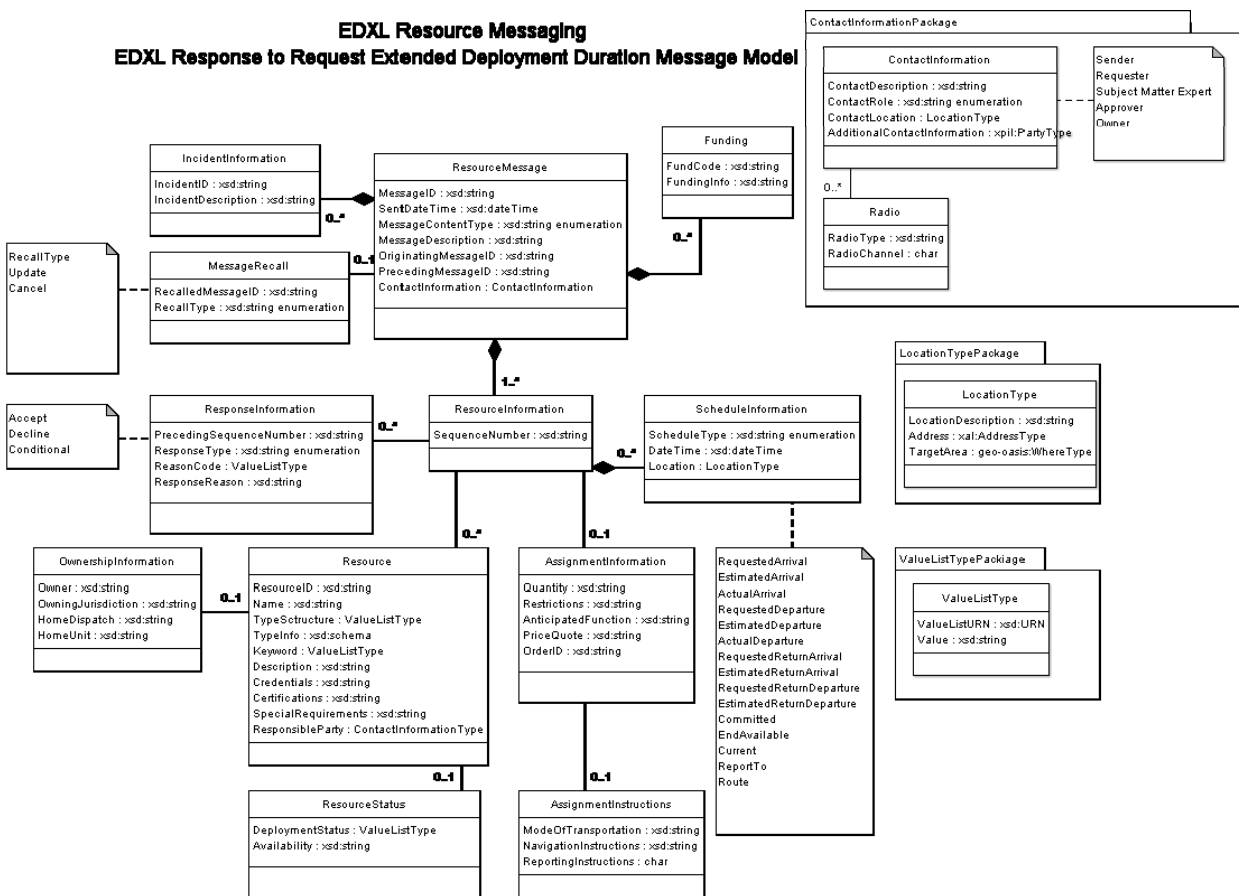 EDXL Resource Messaging
EDXL Response to Request Extended Deployment Duration Message Model
ContactInformationPackage
ContactInformation
ContactDescription : xsd:string
ContactRole : xsd:string enumeration
ContactLocation : LocationType
AdditionalContactInformation : xpil:PartyType
Sender
Requester
Subject Matter Expert
Approver
Owner
0..*
Radio
RadioType : xsd:string
RadioChannel : char
IncidentInformation
IncidentID : xsd:string
IncidentDescription : xsd:string
0..*
ResourceMessage
MessageID : xsd:string
SentDateTime : xsd:dateTime
MessageContentType : xsd:string enumeration
MessageDescription : xsd:string
OriginatingMessageID : xsd:string
PrecedingMessageID : xsd:string
ContactInformation : ContactInformation
Funding
FundCode : xsd:string
FundingInfo : xsd:string
0..*
RecallType
Update
Cancel
MessageRecall
RecalledMessageID : xsd:string
RecallType : xsd:string enumeration
0..1
1..*
Accept
Decline
Conditional
ResponseInformation
PrecedingSequenceNumber : xsd:string
ResponseType : xsd:string enumeration
ReasonCode : ValueListType
ResponseReason : xsd:string
0..*
ResourceInformation
SequenceNumber : xsd:string
0..*
ScheduleInformation
ScheduleType : xsd:string enumeration
DateTime : xsd:dateTime
Location : LocationType
LocationTypePackage
LocationType
LocationDescription : xsd:string
Address : xal:AddressType
TargetArea : geo-oasis:WhereType
OwnershipInformation
Owner : xsd:string
OwningJurisdiction : xsd:string
HomeDispatch : xsd:string
HomeUnit : xsd:string
0..1
0..*
Resource
ResourceID : xsd:string
Name : xsd:string
TypeSctructure : ValueListType
TypeInfo : xsd:schema
Keyword : ValueListType
Description : xsd:string
Credentials : xsd:string
Certifications : xsd:string
SpecialRequirements : xsd:string
ResponsibleParty : ContactInformationType
0..1
AssignmentInformation
Quantity : xsd:string
Restrictions : xsd:string
AnticipatedFunction : xsd:string
PriceQuote : xsd:string
OrderID : xsd:string
RequestedArrival
EstimatedArrival
ActualArrival
RequestedDeparture
EstimatedDeparture
ActualDeparture
RequestedReturnArrival
EstimatedReturnArrival
RequestedReturnDeparture
EstimatedReturnDeparture
Committed
EndAvailable
Current
ReportTo
Route
ValueListTypePackiage
ValueListType
ValueListURN : xsd:URN
Value : xsd:string
0..1
ResourceStatus
DeploymentStatus : ValueListType
Availability : xsd:string
0..1
AssignmentInstructions
ModeOfTransportation : xsd:string
NavigationInstructions : xsd:string
ReportingInstructions : char